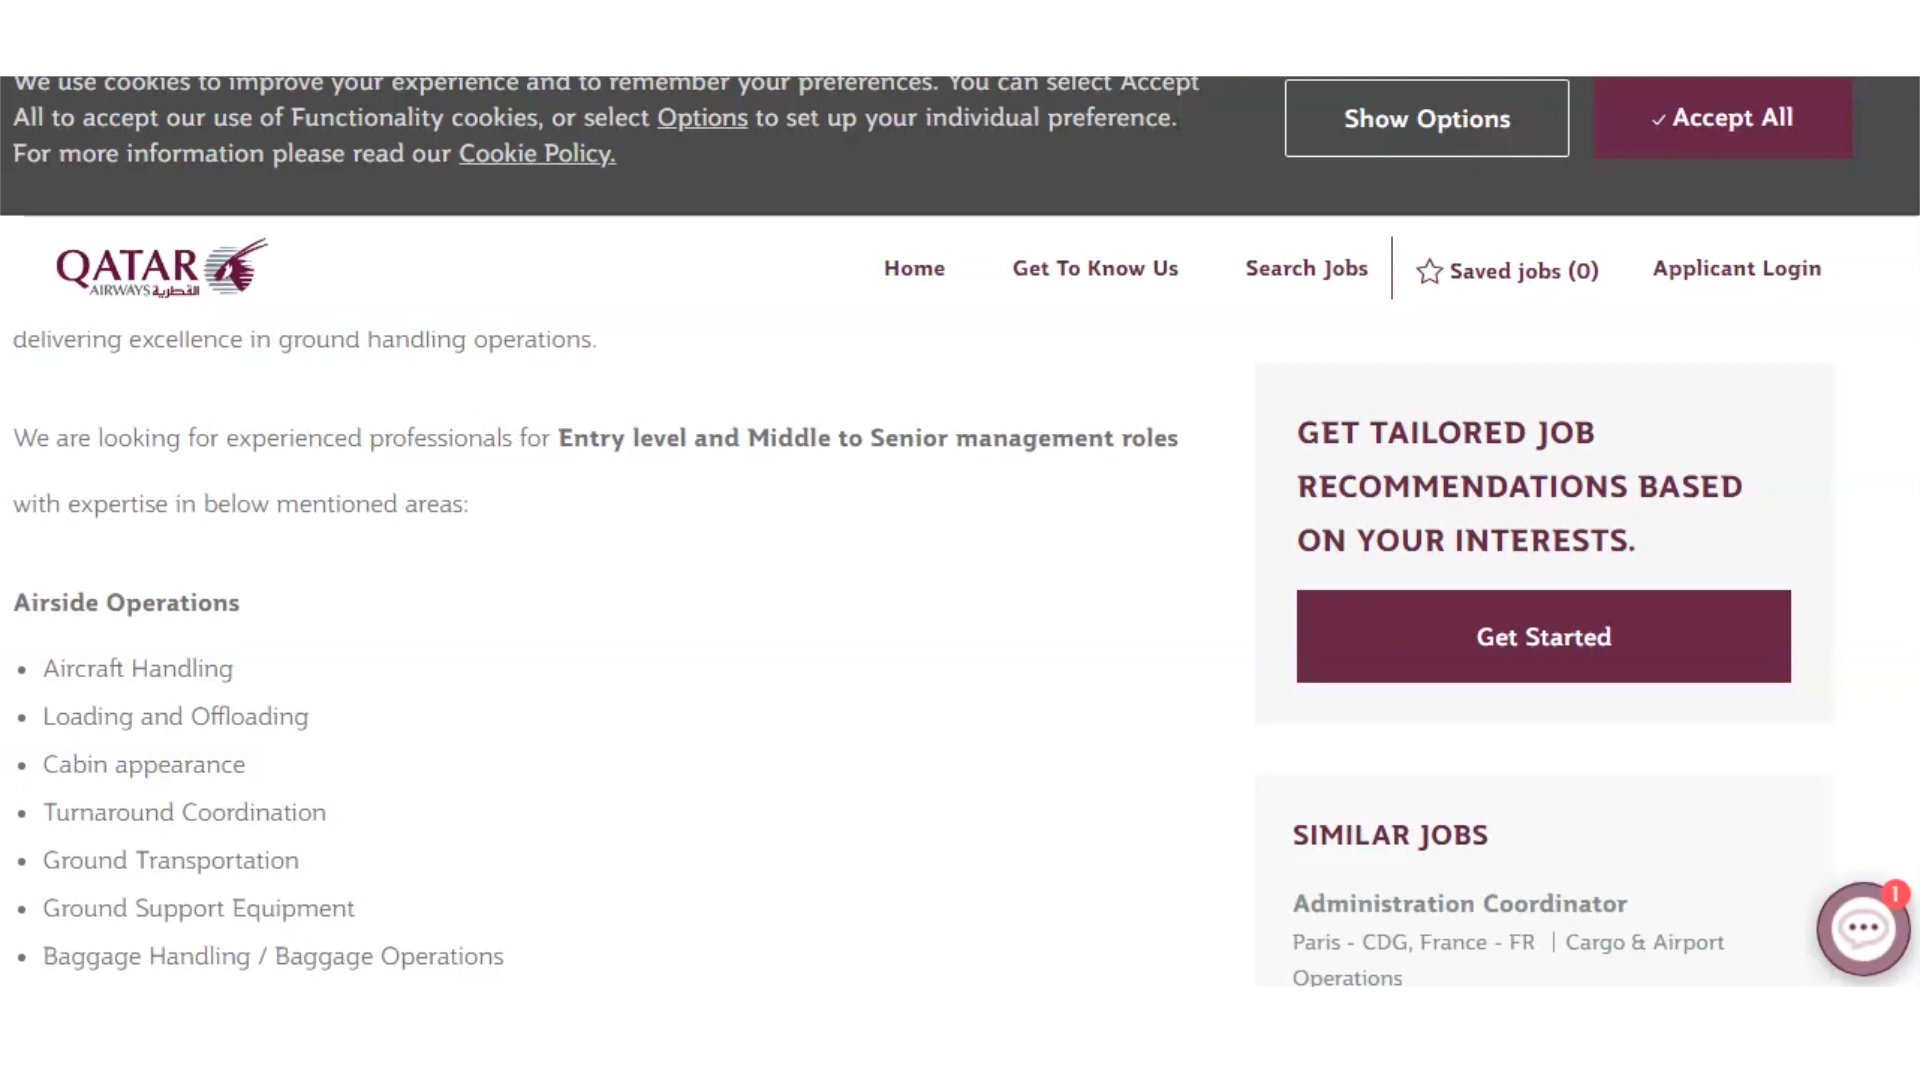 We use cookies to improve your experience and to remember your preferences. You can select Accept
All to accept our use of Functionality cookies, or select Options to set up your individual preference.
For more information please read our Cookie Policy.
Show Options
✓ Accept All
QATAR
AIRWAYS القطرية
Home
Get To Know Us
Search Jobs
Saved jobs (0)
Applicant Login
delivering excellence in ground handling operations.
We are looking for experienced professionals for Entry level and Middle to Senior management roles
with expertise in below mentioned areas:
Airside Operations
• Aircraft Handling
• Loading and Offloading
• Cabin appearance
• Turnaround Coordination
• Ground Transportation
• Ground Support Equipment
• Baggage Handling / Baggage Operations
GET TAILORED JOB
RECOMMENDATIONS BASED
ON YOUR INTERESTS.
Get Started
SIMILAR JOBS
Administration Coordinator
Paris - CDG, France - FR | Cargo & Airport
Operations
1